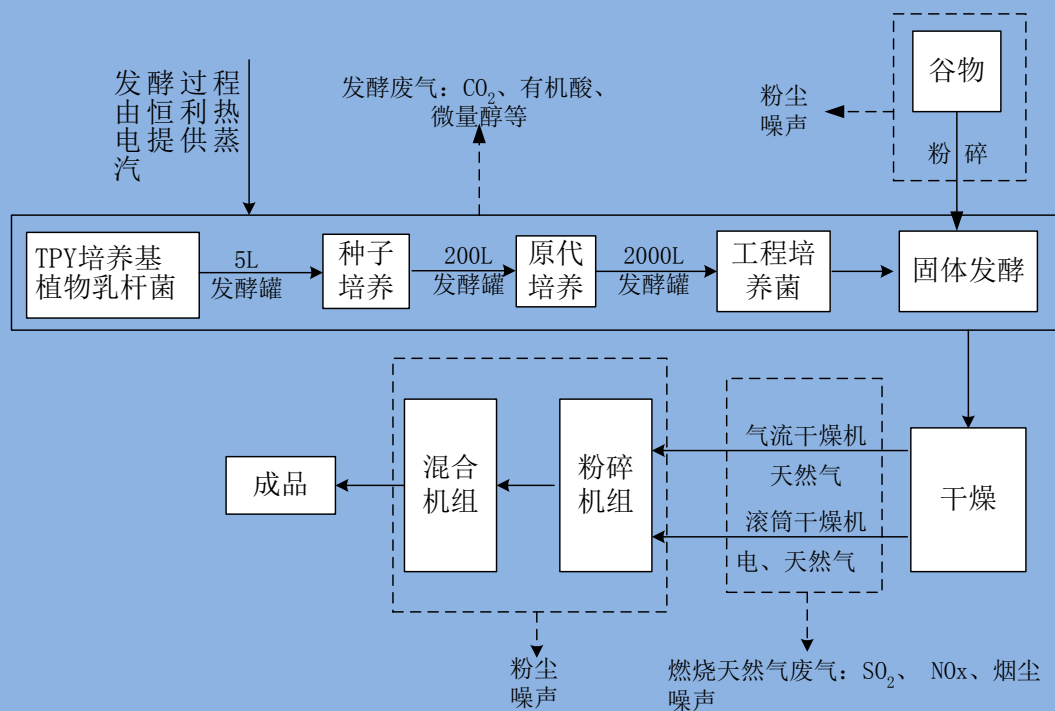 发酵过程
由恒利热
电提供蒸
汽
发酵废气：CO₂、有机酸、
微量醇等
粉尘
噪声
谷物
粉 碎
TPY培养基
植物乳杆菌
5L
发酵罐
种子
培养
200L
发酵罐
原代
培养
2000L
发酵罐
工程培
养菌
固体发酵
成品
混合
机组
粉碎
机组
气流干燥机
天然气
滚筒干燥机
电、天然气
干燥
粉尘
噪声
燃烧天然气废气：SO₂、 NOx、烟尘
噪声